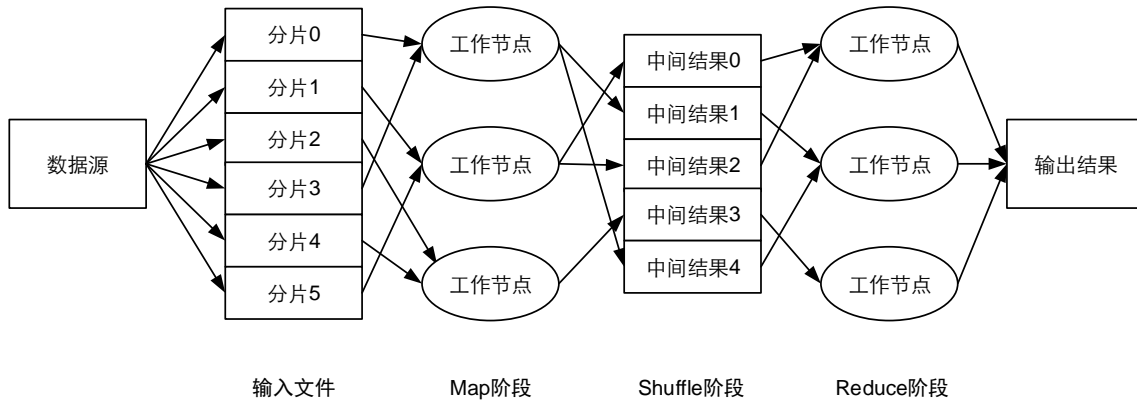 数据源
分片0
分片1
分片2
分片3
分片4
分片5
工作节点
工作节点
工作节点
中间结果0
中间结果1
中间结果2
中间结果3
中间结果4
工作节点
工作节点
工作节点
输出结果
输入文件
Map阶段
Shuffle阶段
Reduce阶段